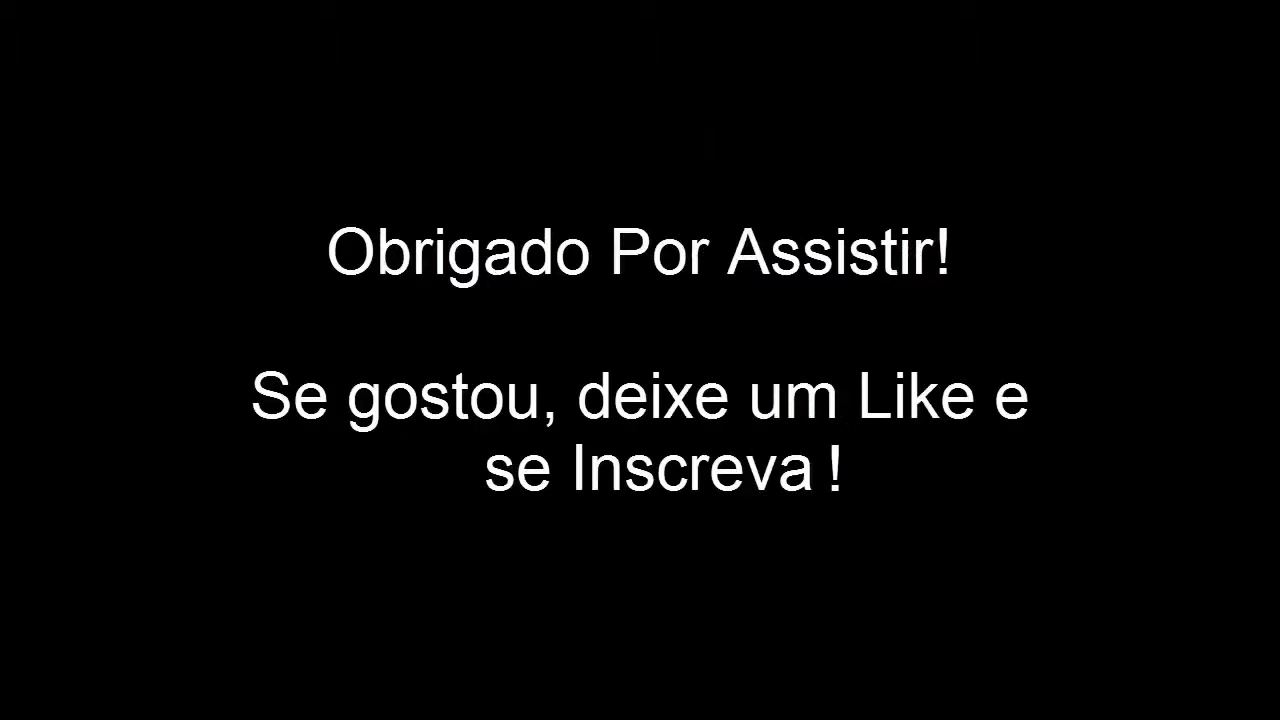 Obrigado Por Assistir!
Se gostou, deixe um Like e
se Inscreva !